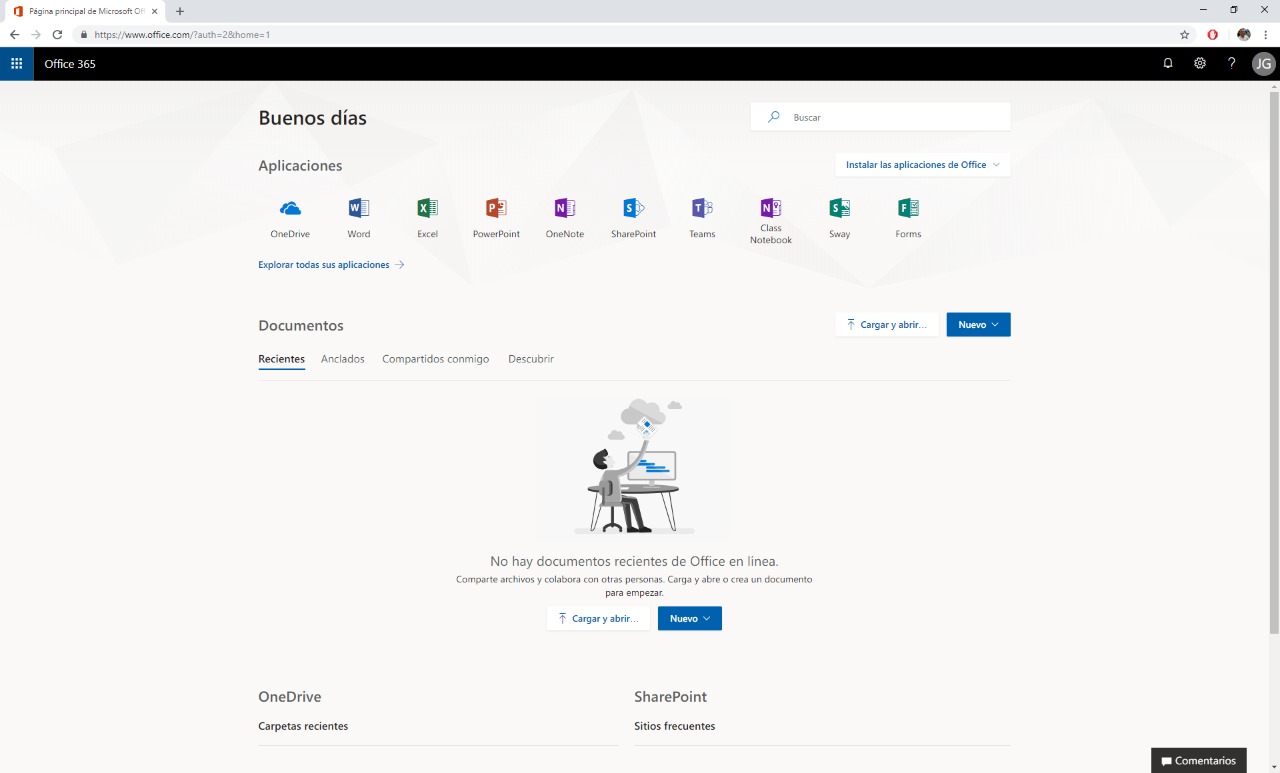 Página principal de Microsoft Of
https://www.office.com/?auth=2&home=1
Office 365
JG
Buenos días
Buscar
Aplicaciones
Instalar las aplicaciones de Office
OneDrive
Word
Excel
PowerPoint
OneNote
SharePoint
Teams
Class
Notebook
Sway
Forms
Explorar todas sus aplicaciones
Documentos
Cargar y abrir...
Nuevo
Recientes
Anclados
Compartidos conmigo
Descubrir
No hay documentos recientes de Office en línea.
Comparte archivos y colabora con otras personas. Carga y abre o crea un documento
para empezar.
Cargar y abrir...
Nuevo
OneDrive
SharePoint
Carpetas recientes
Sitios frecuentes
Comentarios